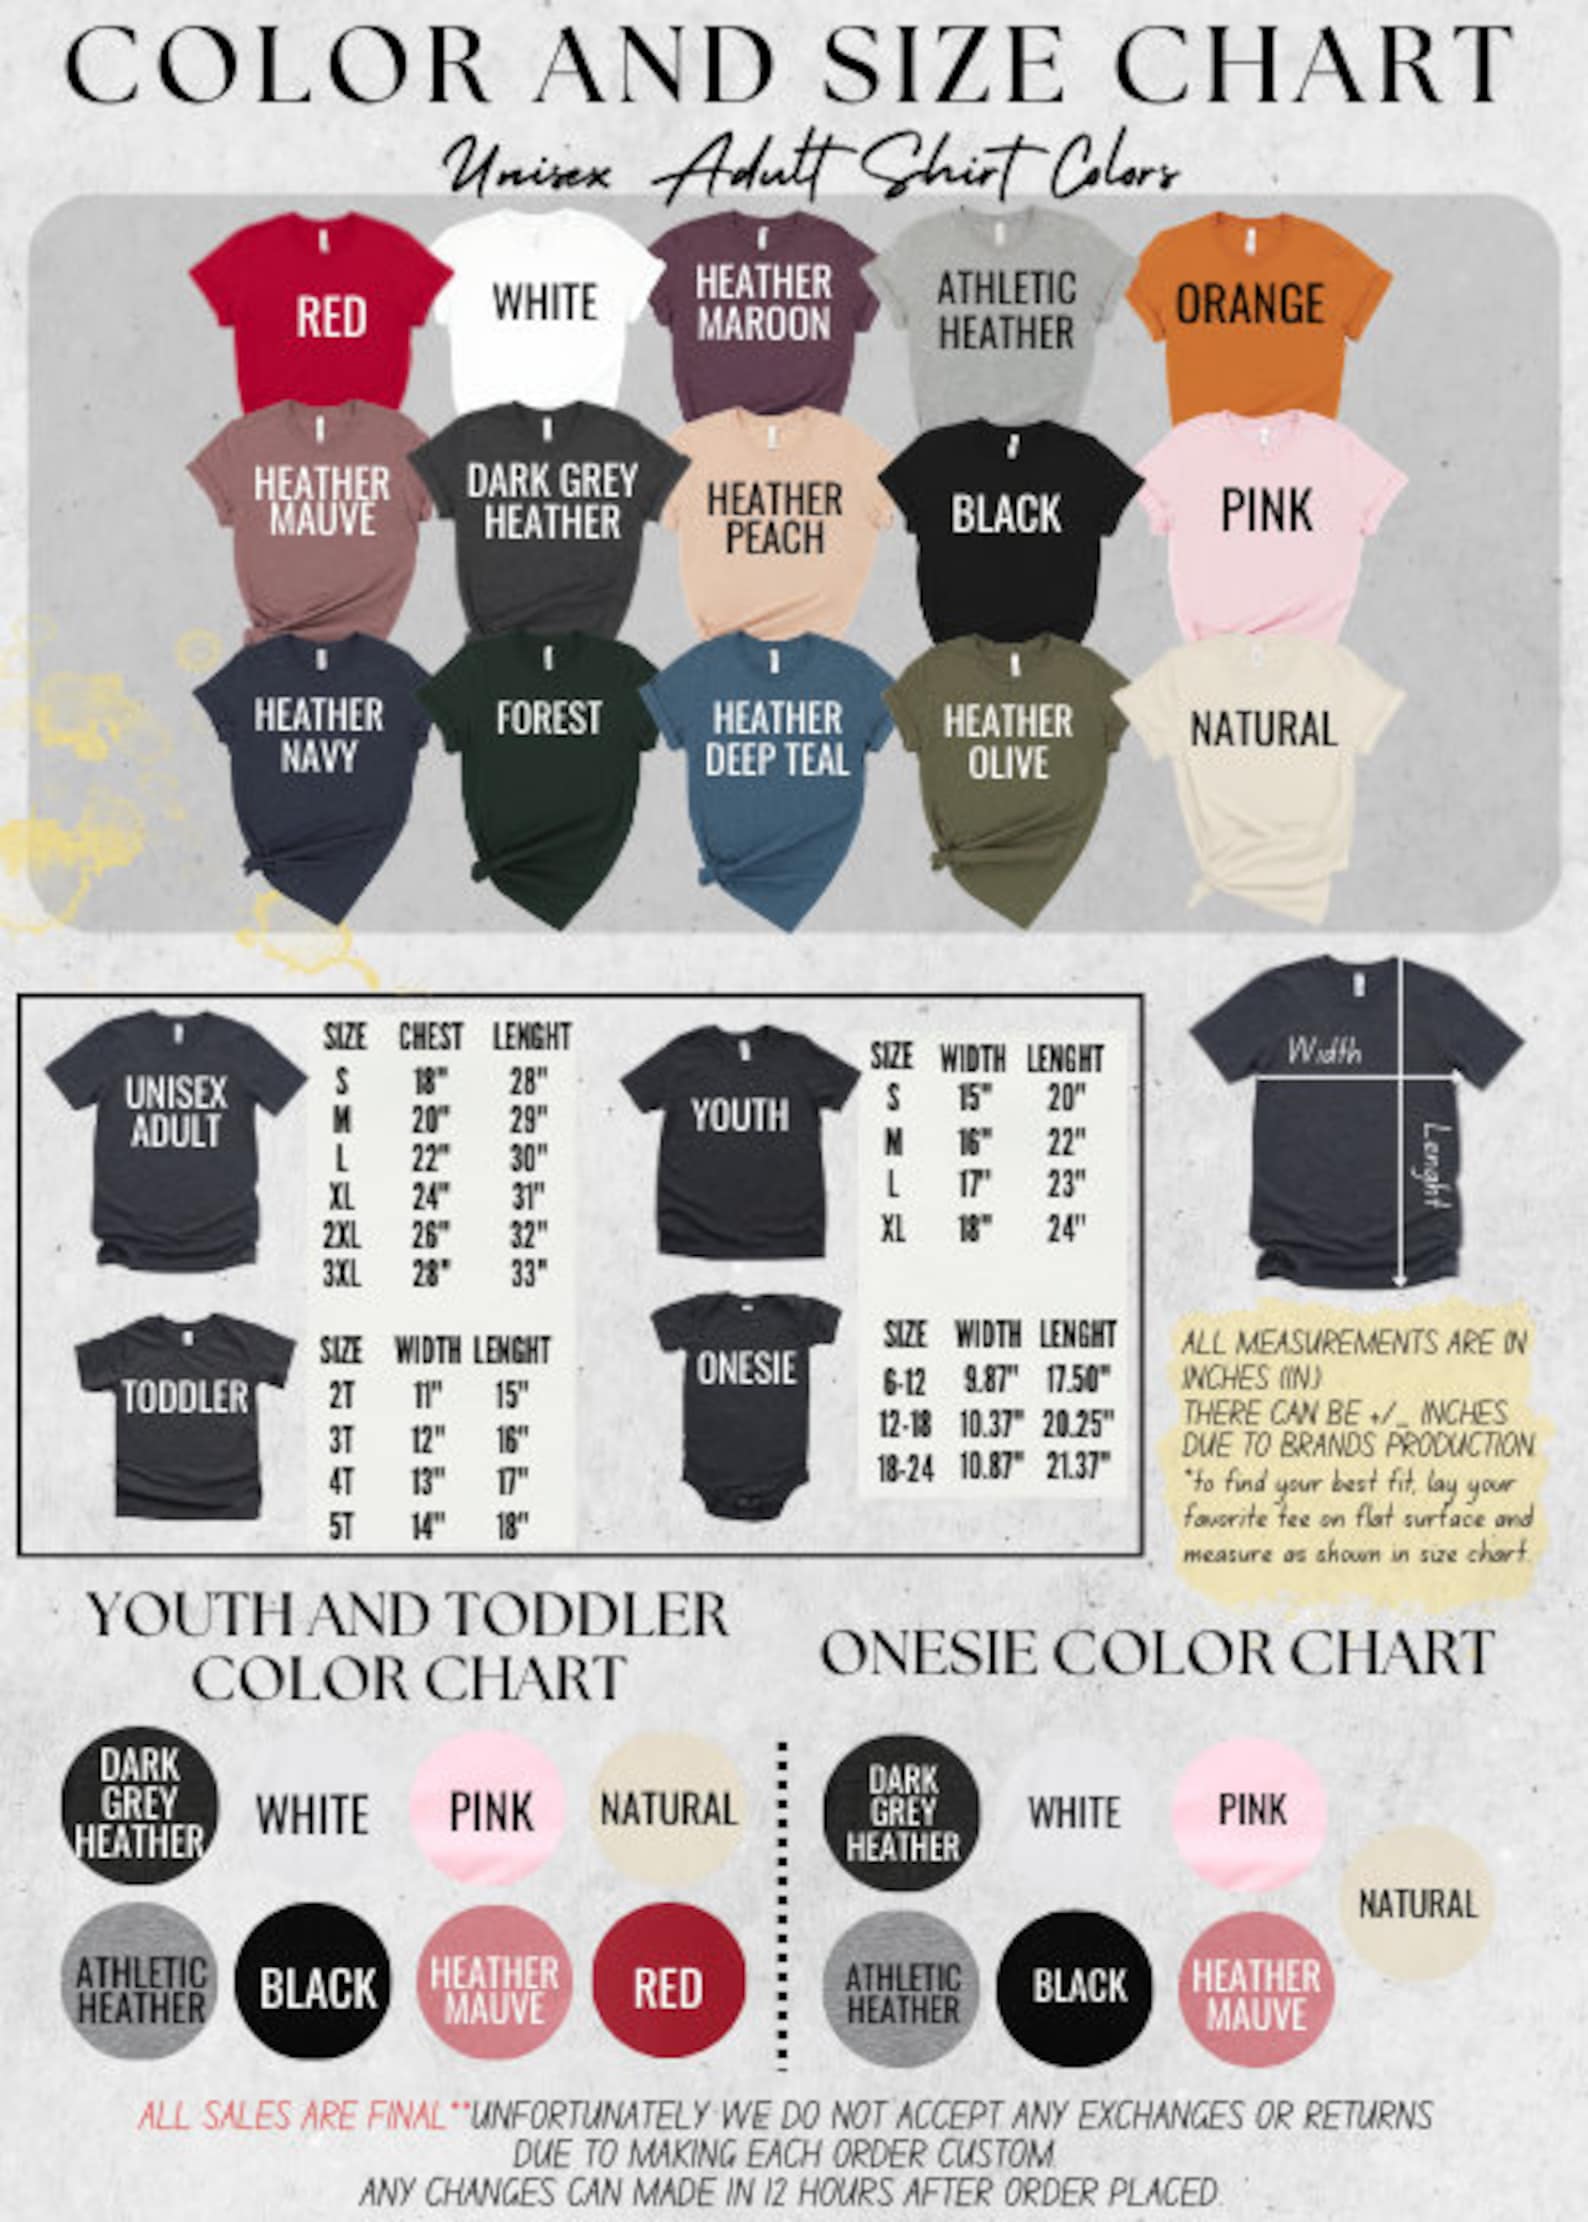 COLOR AND SIZE CHART
Unisex Adult Shirt Colors
RED
WHITE
HEATHER
MAROON
ATHLETIC
HEATHER
ORANGE
HEATHER
MAUVE
DARK GREY
HEATHER
HEATHER
PEACH
BLACK
PINK
HEATHER
NAVY
FOREST
HEATHER
DEEP TEAL
HEATHER
OLIVE
NATURAL
UNISEX
ADULT
SIZE CHEST LENGHT
S 18" 28"
M 20" 29"
L 22" 30"
XL 24" 31"
2XL 26" 32"
3XL 28" 33"
YOUTH
SIZE WIDTH LENGHT
S 15" 20"
M 16" 22"
L 17" 23"
XL 18" 24"
Width
Lenght
TODDLER
SIZE WIDTH LENGHT
2T 11" 15"
3T 12" 16"
4T 13" 17"
5T 14" 18"
ONESIE
SIZE WIDTH LENGHT
6-12 9.87" 17.50"
12-18 10.37" 20.25"
18-24 10.87" 21.37"
ALL MEASUREMENTS ARE IN
INCHES (IN.)
THERE CAN BE +/_ INCHES
DUE TO BRANDS PRODUCTION.
*to find your best fit, lay your
favorite tee on flat surface and
measure as shown in size chart.
YOUTH AND TODDLER
COLOR CHART
DARK
GREY
HEATHER
WHITE
PINK
NATURAL
ATHLETIC
HEATHER
BLACK
HEATHER
MAUVE
RED
ONESIE COLOR CHART
DARK
GREY
HEATHER
WHITE
PINK
NATURAL
ATHLETIC
HEATHER
BLACK
HEATHER
MAUVE
ALL SALES ARE FINAL**UNFORTUNATELY WE DO NOT ACCEPT ANY EXCHANGES OR RETURNS
DUE TO MAKING EACH ORDER CUSTOM.
ANY CHANGES CAN MADE IN 12 HOURS AFTER ORDER PLACED.